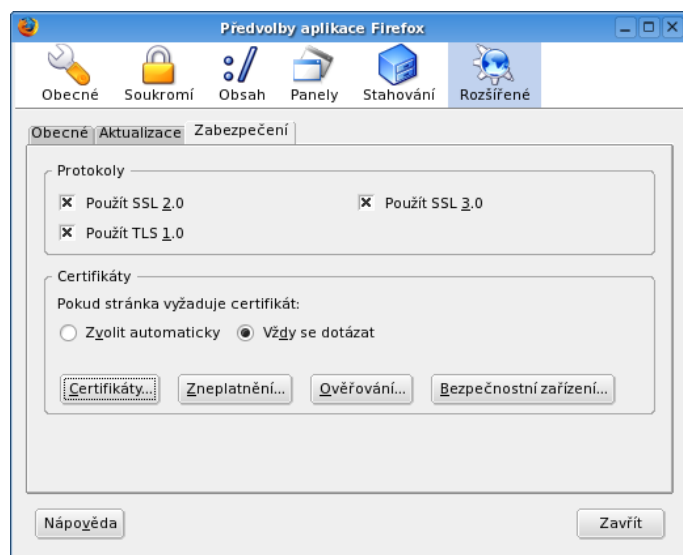 Předvolby aplikace Firefox
Obecné Soukromí Obsah Panely Stahování Rozšířené
Obecné Aktualizace Zabezpečení
Protokoly
Použít SSL 2.0 Použít SSL 3.0
Použít TLS 1.0
Certifikáty
Pokud stránka vyžaduje certifikát:
Zvolit automaticky Vždy se dotázat
Certifikáty... Zneplatnění... Ověřování... Bezpečnostní zařízení...
Nápověda Zavřít